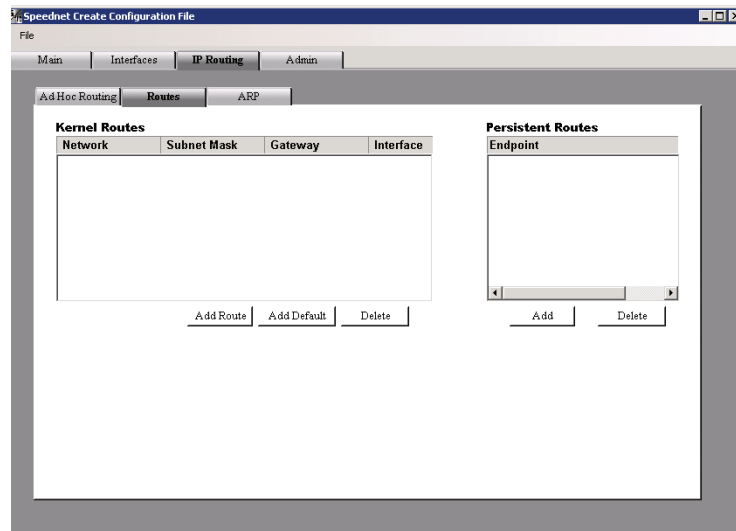 Speednet Create Configuration File
File
Main Interfaces IP Routing Admin
Ad Hoc Routing Routes ARP
Kernel Routes Persistent Routes
Network Subnet Mask Gateway Interface Endpoint
Add Route Add Default Delete Add Delete